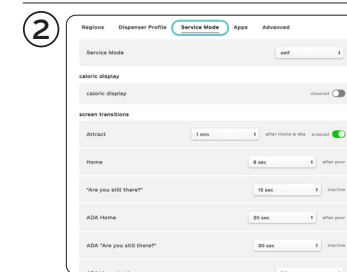 2
Regions Dispenser Profile Service Mode Apps Advanced
Service Mode self
caloric display
caloric display disabled
screen transitions
Attract 1 min after Home is idle enabled
Home 8 sec after pour
"Are you still there?" 15 sec inactive
ADA Home 30 sec after pour
ADA "Are you still there?" 30 sec inactive